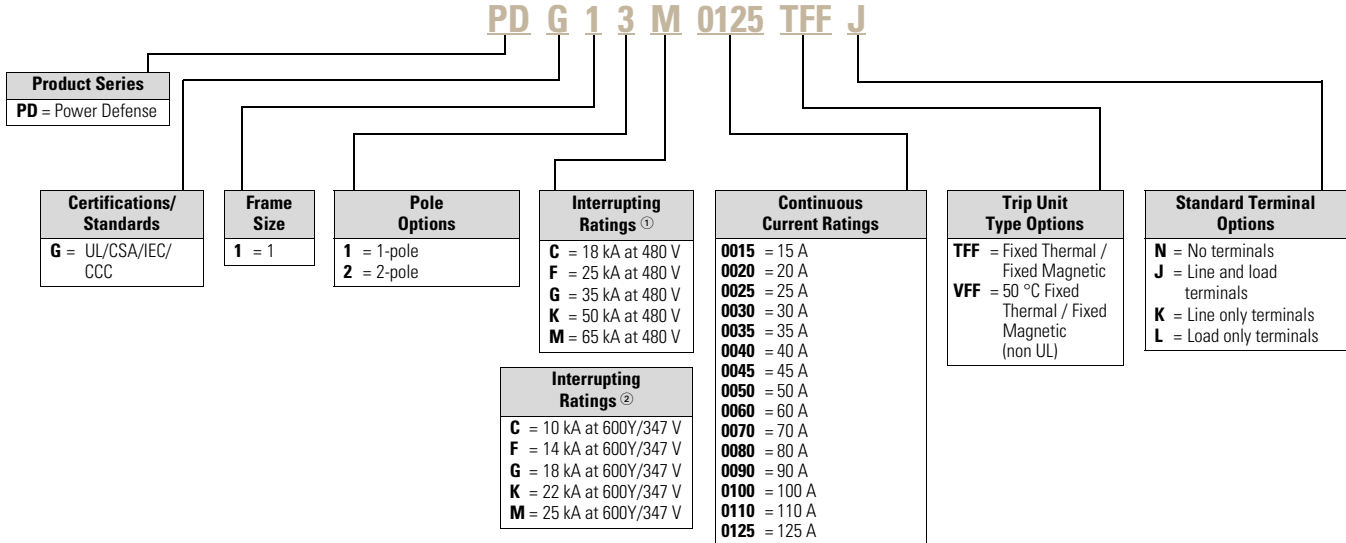 PD G 1 3 M 0125 TFF J
Product Series
PD = Power Defense
Certifications/
Standards
G = UL/CSA/IEC/
CCC
Frame
Size
1 = 1
Pole
Options
1 = 1-pole
2 = 2-pole
Interrupting
Ratings ①
C = 18 kA at 480 V
F = 25 kA at 480 V
G = 35 kA at 480 V
K = 50 kA at 480 V
M = 65 kA at 480 V
Interrupting
Ratings ②
C = 10 kA at 600Y/347 V
F = 14 kA at 600Y/347 V
G = 18 kA at 600Y/347 V
K = 22 kA at 600Y/347 V
M = 25 kA at 600Y/347 V
Continuous
Current Ratings
0015 = 15 A
0020 = 20 A
0025 = 25 A
0030 = 30 A
0035 = 35 A
0040 = 40 A
0045 = 45 A
0050 = 50 A
0060 = 60 A
0070 = 70 A
0080 = 80 A
0090 = 90 A
0100 = 100 A
0110 = 110 A
0125 = 125 A
Trip Unit
Type Options
TFF = Fixed Thermal /
Fixed Magnetic
VFF = 50 °C Fixed
Thermal / Fixed
Magnetic
(non UL)
Standard Terminal
Options
N = No terminals
J = Line and load
terminals
K = Line only terminals
L = Load only terminals